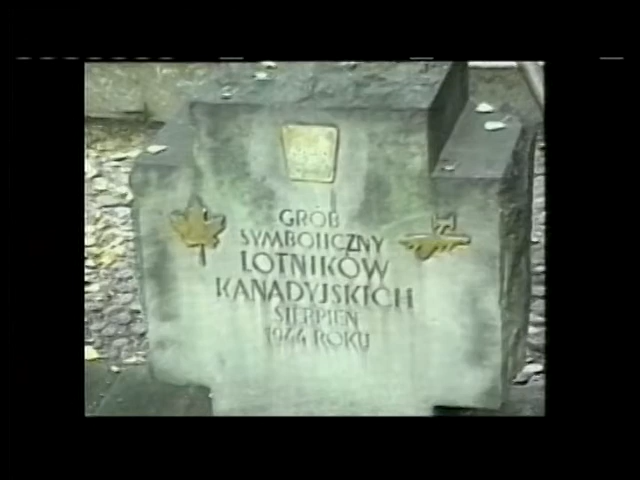 GRÓB
SYMBOLICZNY
LOTNIKÓW
KANADYJSKICH
SIERPIEŃ
1944 ROKU